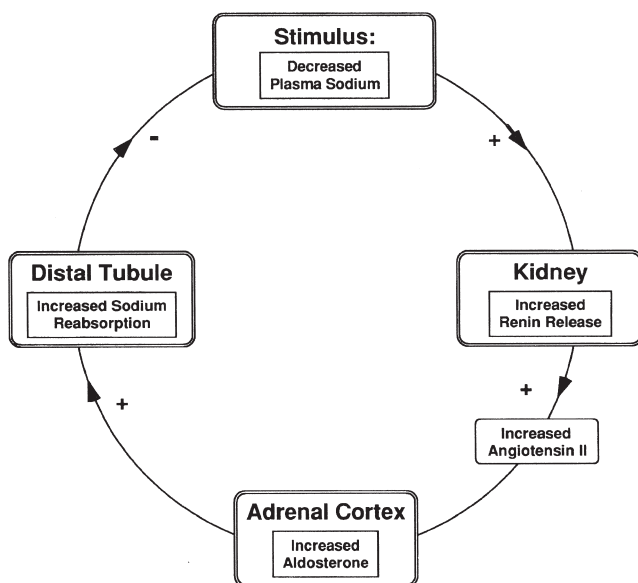 Stimulus:
Decreased
Plasma Sodium
-
+
Distal Tubule
Increased Sodium
Reabsorption
Kidney
Increased
Renin Release
+
+
Increased
Angiotensin II
Adrenal Cortex
Increased
Aldosterone